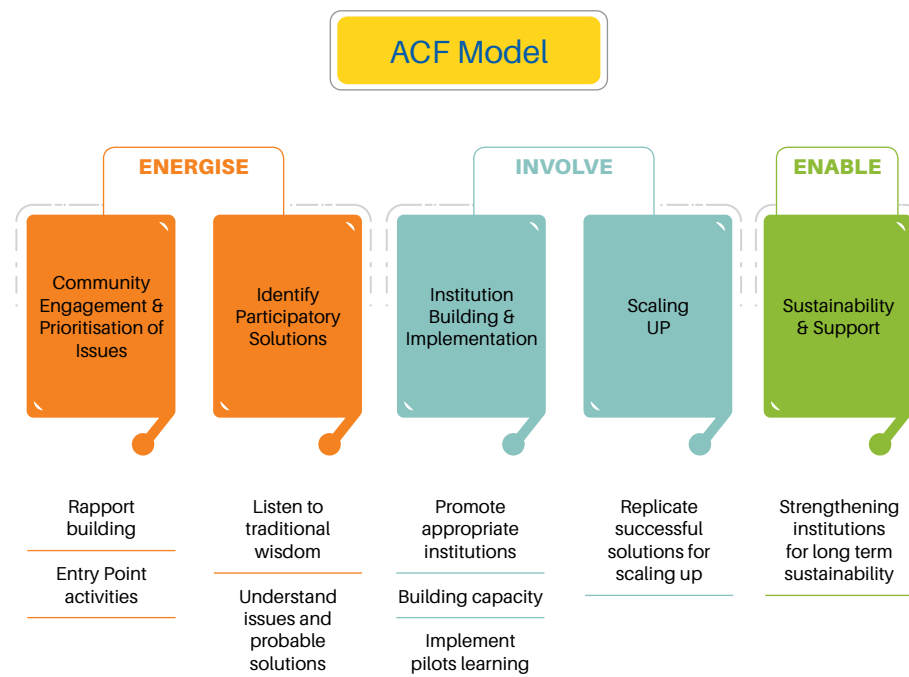 ACF Model
ENERGISE
INVOLVE
ENABLE
Community
Engagement &
Prioritisation of
Issues
Identify
Participatory
Solutions
Institution
Building &
Implementation
Scaling
UP
Sustainability
& Support
Rapport
building
Entry Point
activities
Listen to
traditional
wisdom
Understand
issues and
probable
solutions
Promote
appropriate
institutions
Building capacity
Implement
pilots learning
Replicate
successful
solutions for
scaling up
Strengthening
institutions
for long term
sustainability